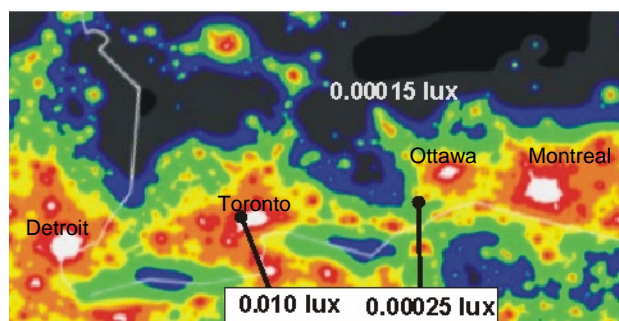 0.00015 lux
Ottawa
Montreal
Toronto
Detroit
0.010 lux 0.00025 lux